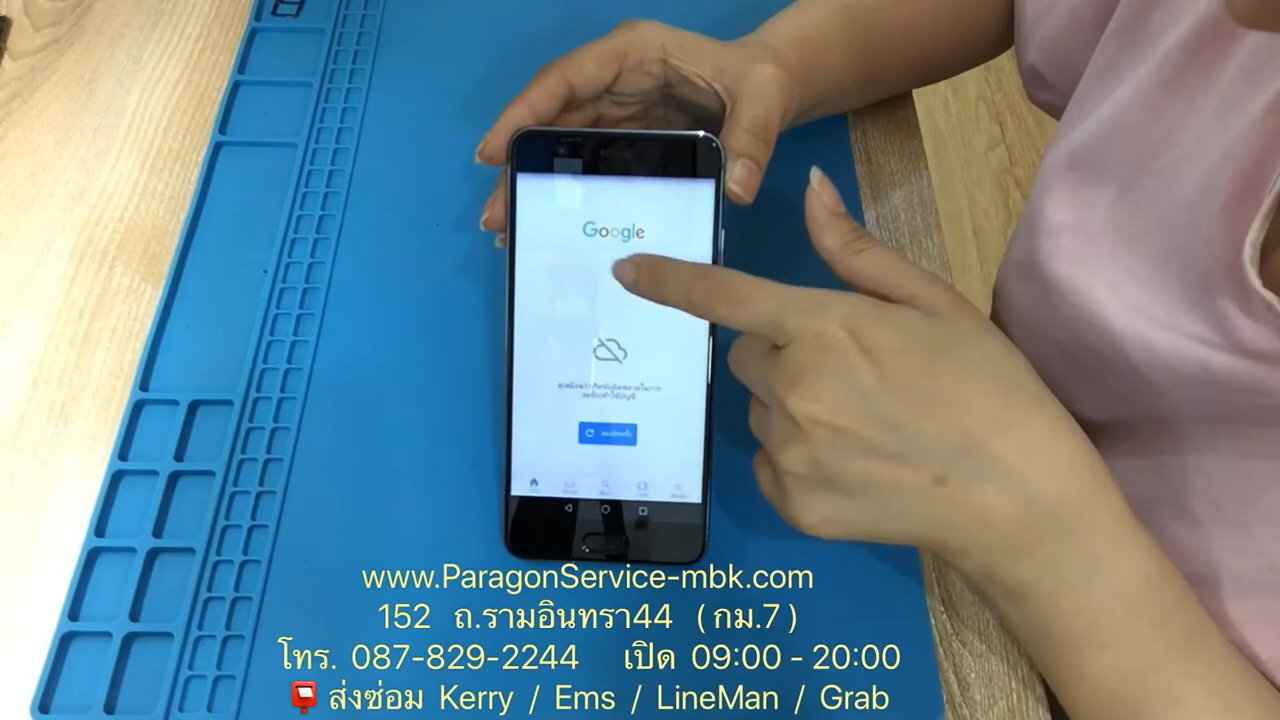 Google
www.ParagonService-mbk.com
152 ถ.รามอินทรา44 ( กม.7 )
โทร. 087-829-2244 เปิด 09:00 - 20:00
ส่งซ่อม Kerry / Ems / LineMan / Grab